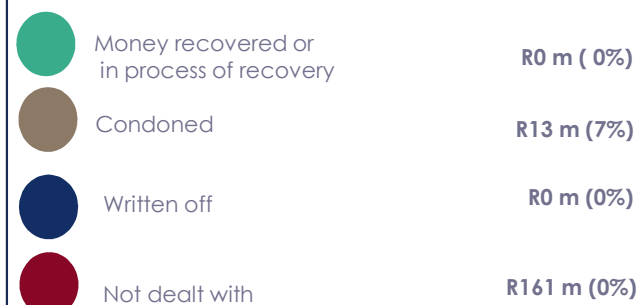 Money recovered or
in process of recovery
R0 m ( 0%)
Condoned
R13 m (7%)
Written off
R0 m (0%)
Not dealt with
R161 m (0%)